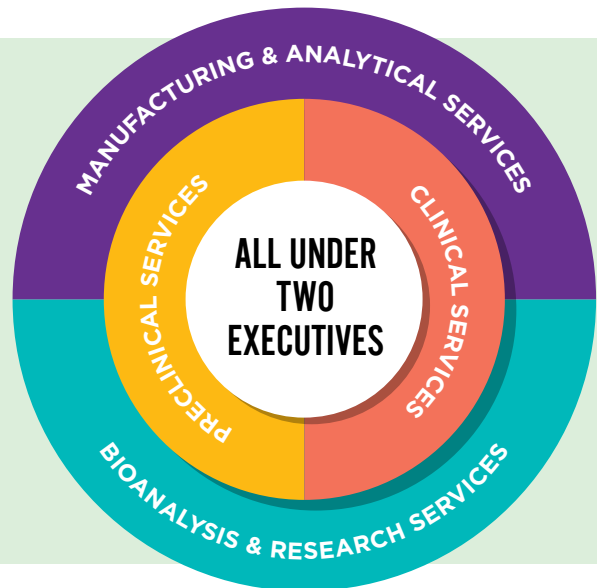 MANUFACTURING & ANALYTICAL SERVICES
PRECLINICAL SERVICES
CLINICAL SERVICES
ALL UNDER
TWO
EXECUTIVES
BIOANALYSIS & RESEARCH SERVICES